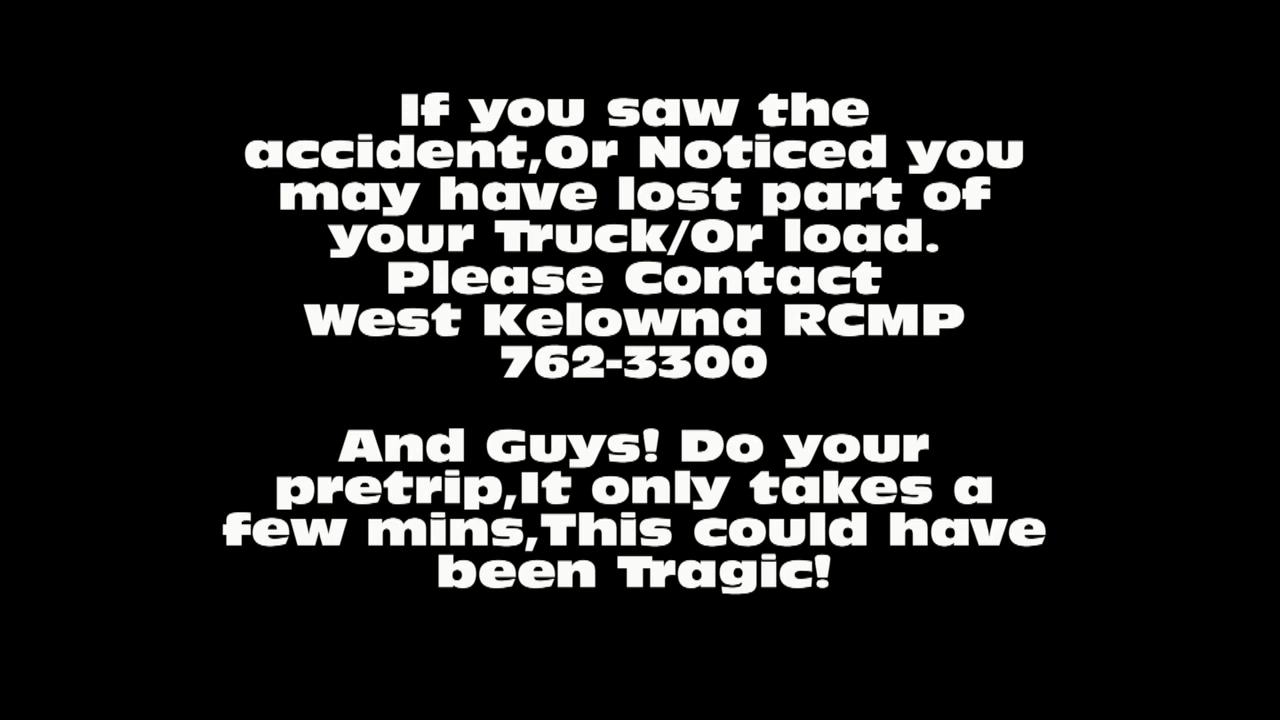 If you saw the
accident,Or Noticed you
may have lost part of
your Truck/Or load.
Please Contact
West Kelowna RCMP
762-3300
And Guys! Do your
pretrip,It only takes a
few mins,This could have
been Tragic!